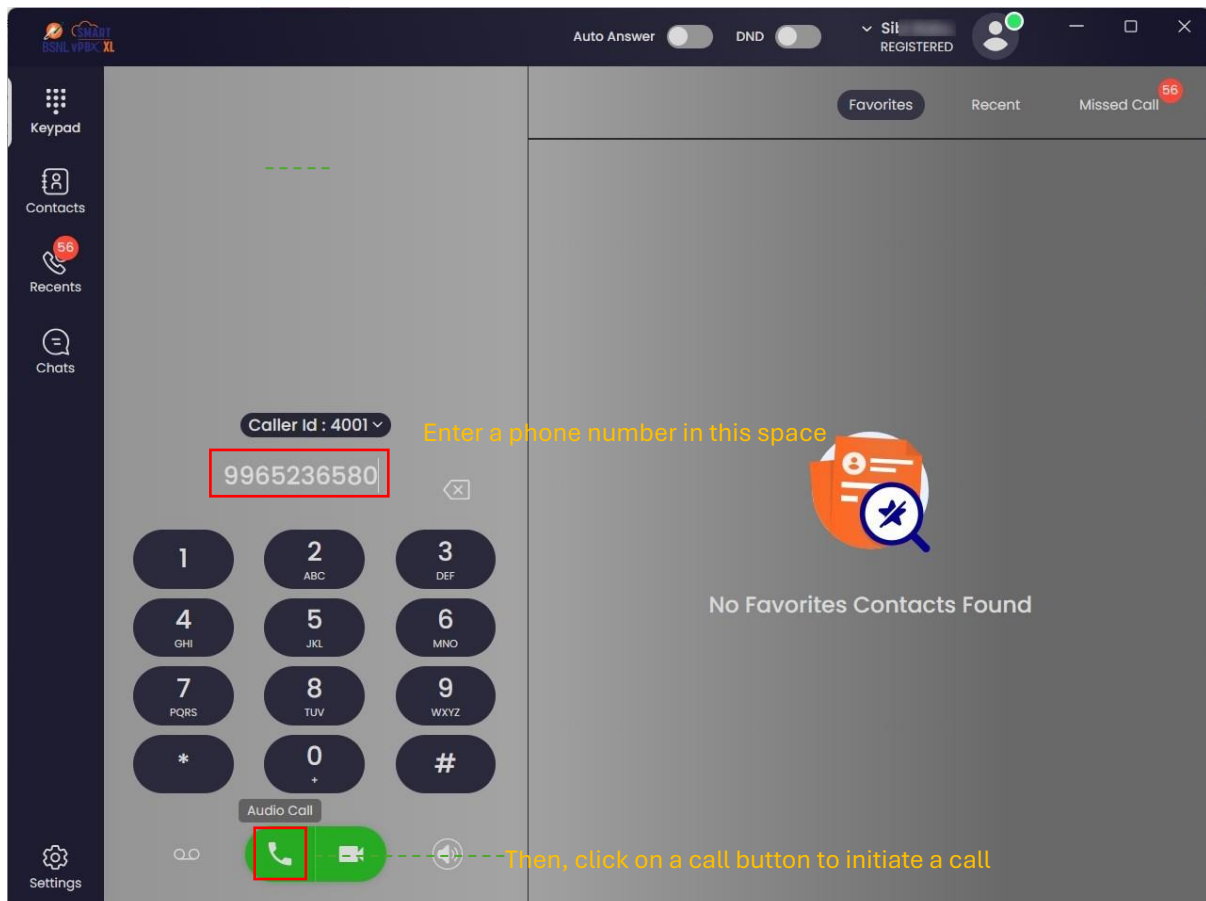 SMART
BSNL vPBX XL
Auto Answer
DND
REGISTERED
Keypad
Favorites
Recent
Missed Call
56
Contacts
56
Recents
Chats
Caller Id : 4001
Enter a phone number in this space
9965236580
1
2
ABC
3
DEF
4
GHI
5
JKL
6
MNO
7
PQRS
8
TUV
9
WXYZ
*
0
+
#
No Favorites Contacts Found
Audio Call
Then, click on a call button to initiate a call
Settings